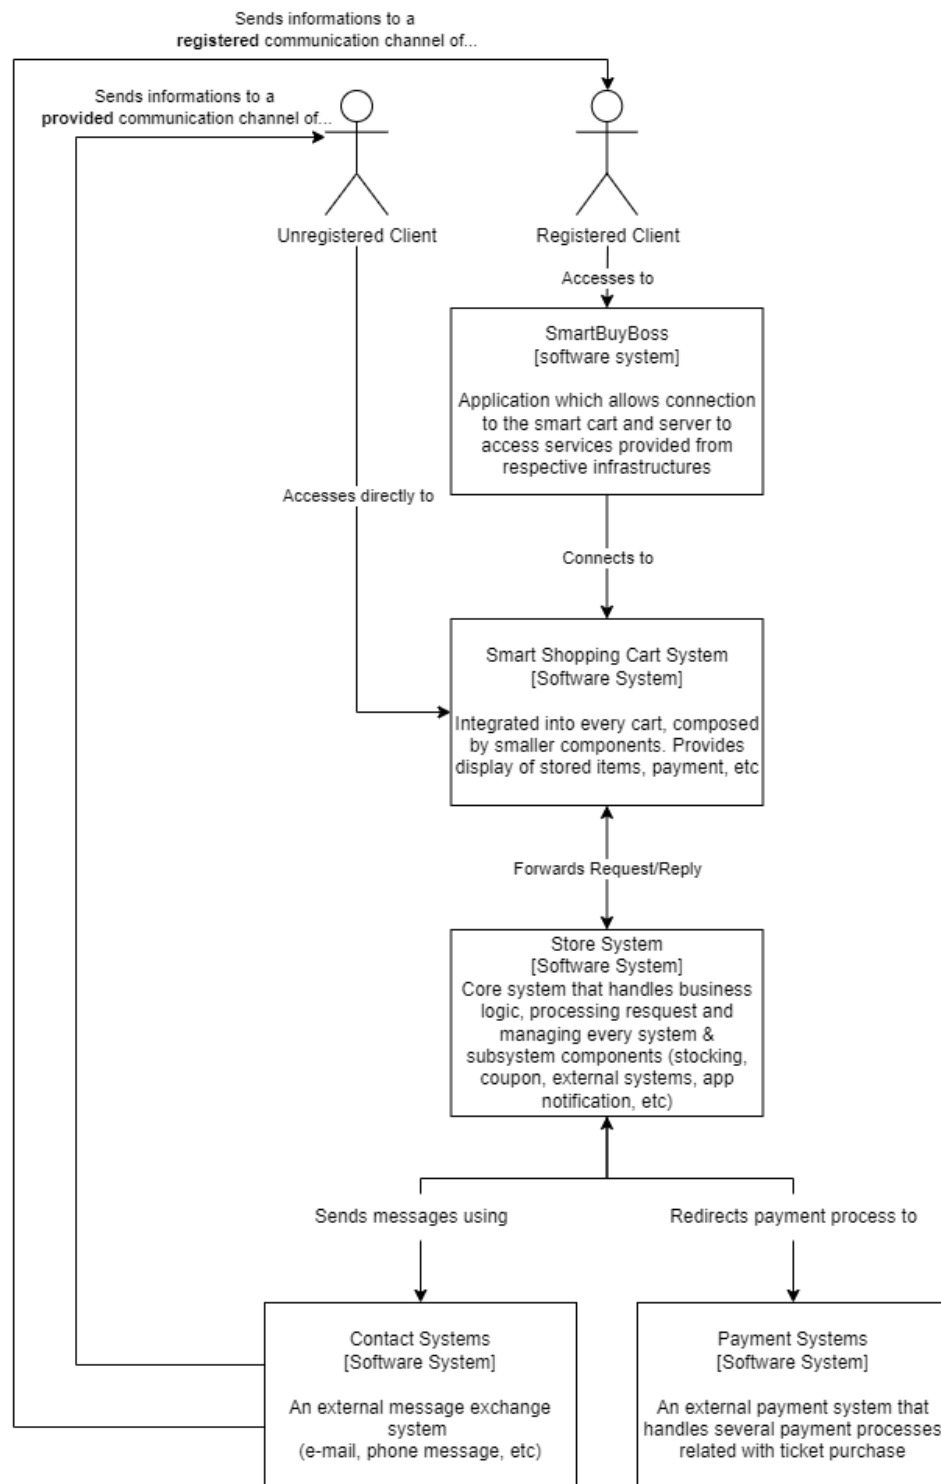 Sends informations to a
registered communication channel of...
Sends informations to a
provided communication channel of...
Unregistered Client
Registered Client
Accesses to
SmartBuyBoss
[software system]
Application which allows connection
to the smart cart and server to
access services provided from
respective infrastructures
Accesses directly to
Connects to
Smart Shopping Cart System
[Software System]
Integrated into every cart, composed
by smaller components. Provides
display of stored items, payment, etc
Forwards Request/Reply
Store System
[Software System]
Core system that handles business
logic, processing resquest and
managing every system &
subsystem components (stocking,
coupon, external systems, app
notification, etc)
Sends messages using
Redirects payment process to
Contact Systems
[Software System]
An external message exchange
system
(e-mail, phone message, etc)
Payment Systems
[Software System]
An external payment system that
handles several payment processes
related with ticket purchase